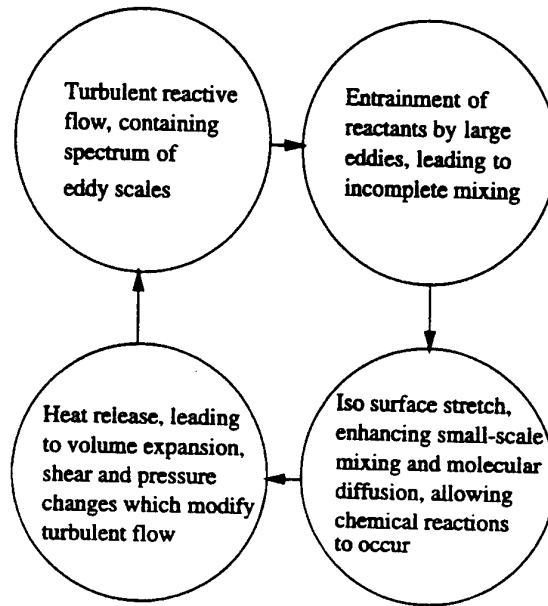 Turbulent reactive
flow, containing
spectrum of
eddy scales
Entrainment of
reactants by large
eddies, leading to
incomplete mixing
Iso surface stretch,
enhancing small-scale
mixing and molecular
diffusion, allowing
chemical reactions
to occur
Heat release, leading
to volume expansion,
shear and pressure
changes which modify
turbulent flow